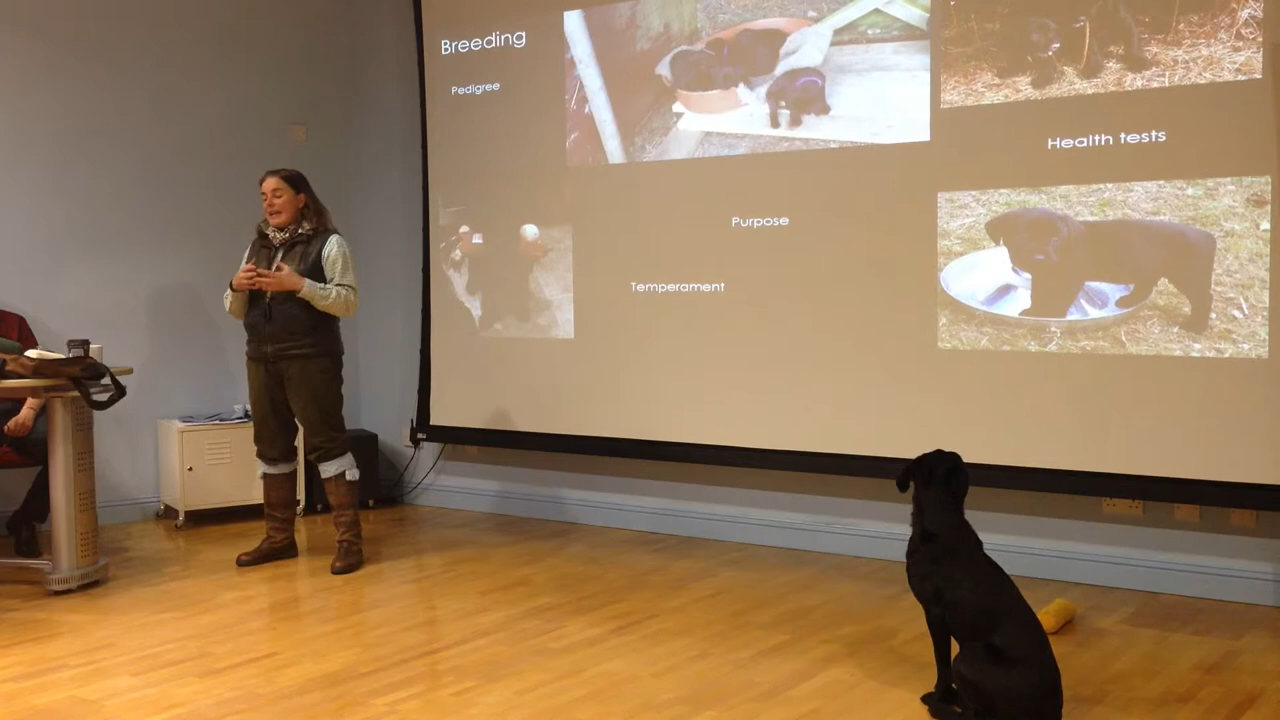 Breeding
Pedigree
Health tests
Purpose
Temperament